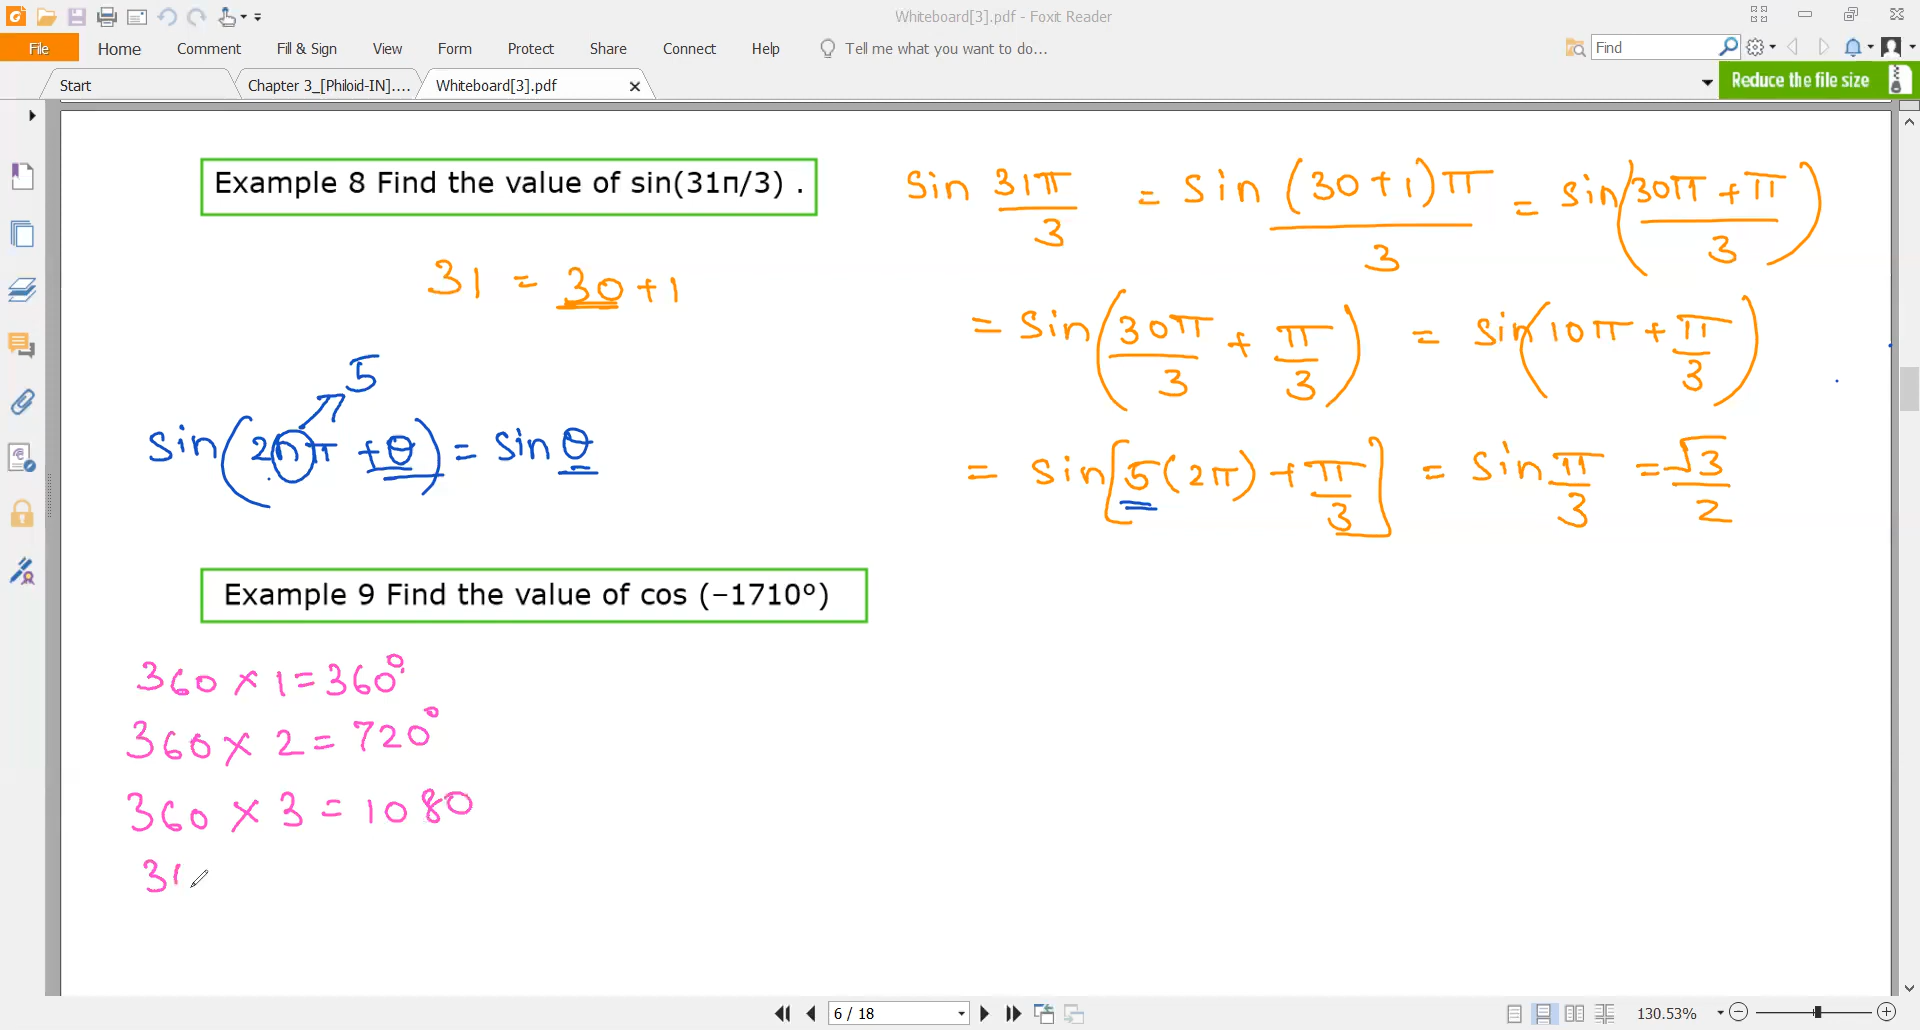 Whiteboard[3].pdf - Foxit Reader
File Home Comment Fill & Sign View Form Protect Share Connect Help Tell me what you want to do... Find
Start Chapter 3_[Philoid-IN].... Whiteboard[3].pdf Reduce the file size
Example 8 Find the value of sin(31π/3) .
31 = 30 + 1
5
sin(2nπ + θ) = sin θ
sin 31π/3 = sin (30+1)π/3 = sin(30π + π/3)
= sin(30π/3 + π/3) = sin(10π + π/3)
= sin[5(2π) + π/3] = sin π/3 = √3/2
Example 9 Find the value of cos (−1710°)
360 × 1 = 360°
360 × 2 = 720°
360 × 3 = 1080
31
6 / 18 130.53%